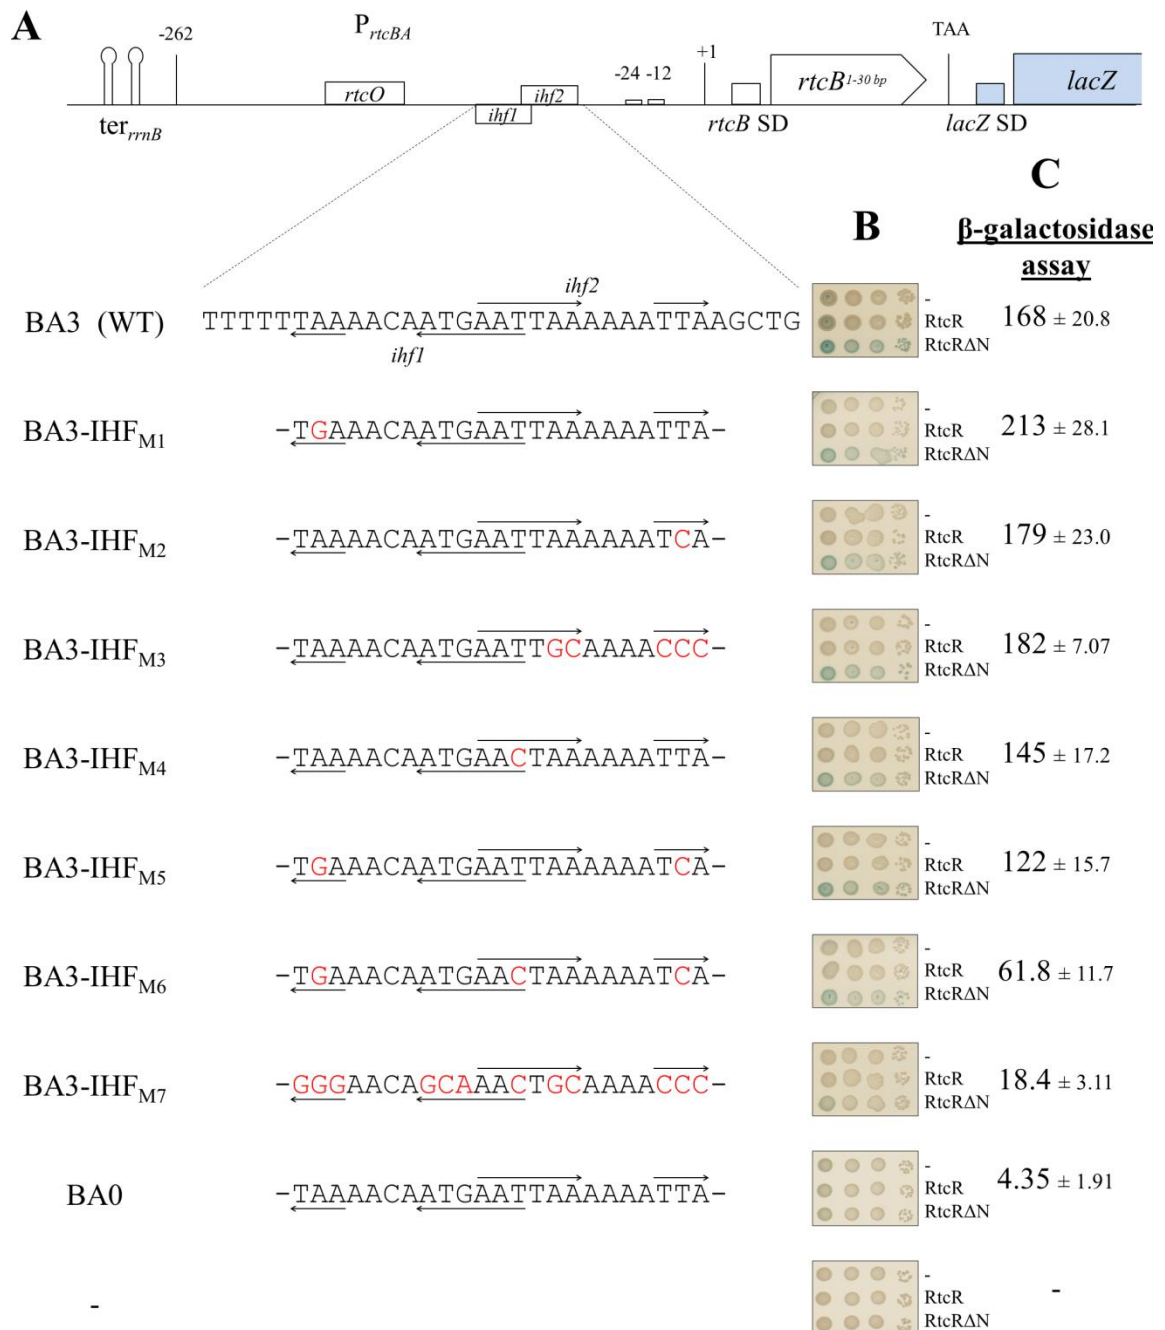 A
-262
P rtcBA
-24 -12
+1
TAA
rtcO
ihf1
ihf2
rtcB 1-30 bp
lacZ
ter rrnB
rtcB SD
lacZ SD
C
B
β-galactosidase
assay
ihf2
BA3 (WT)
TTTTTTAAAACAATGAATTAAAAAATTAAGCTG
ihf1
-
RtcR
RtcRΔN
168 ± 20.8
BA3-IHFM1
-TGAAACAATGAATTAAAAAATTA-
-
RtcR
RtcRΔN
213 ± 28.1
BA3-IHFM2
-TAAAACAATGAATTAAAAAATCA-
-
RtcR
RtcRΔN
179 ± 23.0
BA3-IHFM3
-TAAAACAATGAATTGCAAAACCC-
-
RtcR
RtcRΔN
182 ± 7.07
BA3-IHFM4
-TAAAACAATGAACTAAAAAATTA-
-
RtcR
RtcRΔN
145 ± 17.2
BA3-IHFM5
-TGAAACAATGAATTAAAAAATCA-
-
RtcR
RtcRΔN
122 ± 15.7
BA3-IHFM6
-TGAAACAATGAACTAAAAAATCA-
-
RtcR
RtcRΔN
61.8 ± 11.7
BA3-IHFM7
-GGGAACAGCAAACTGCAAAACCC-
-
RtcR
RtcRΔN
18.4 ± 3.11
BA0
-TAAAACAATGAATTAAAAAATTA-
-
RtcR
RtcRΔN
4.35 ± 1.91
-
-
RtcR
RtcRΔN
-